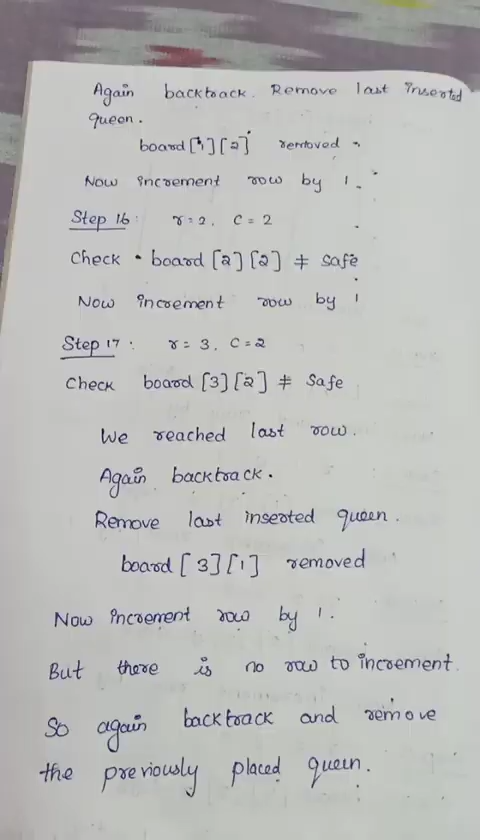 Again backtrack. Remove last inserted
queen.
board[1][2] removed.
Now increment row by 1.
Step 16: r=2, c=2
Check board[2][2] ≠ safe
Now increment row by 1
Step 17: r=3, c=2
Check board[3][2] ≠ safe
We reached last row.
Again backtrack.
Remove last inserted queen.
board[3][1] removed
Now increment row by 1.
But there is no row to increment.
So again backtrack and remove
the previously placed queen.